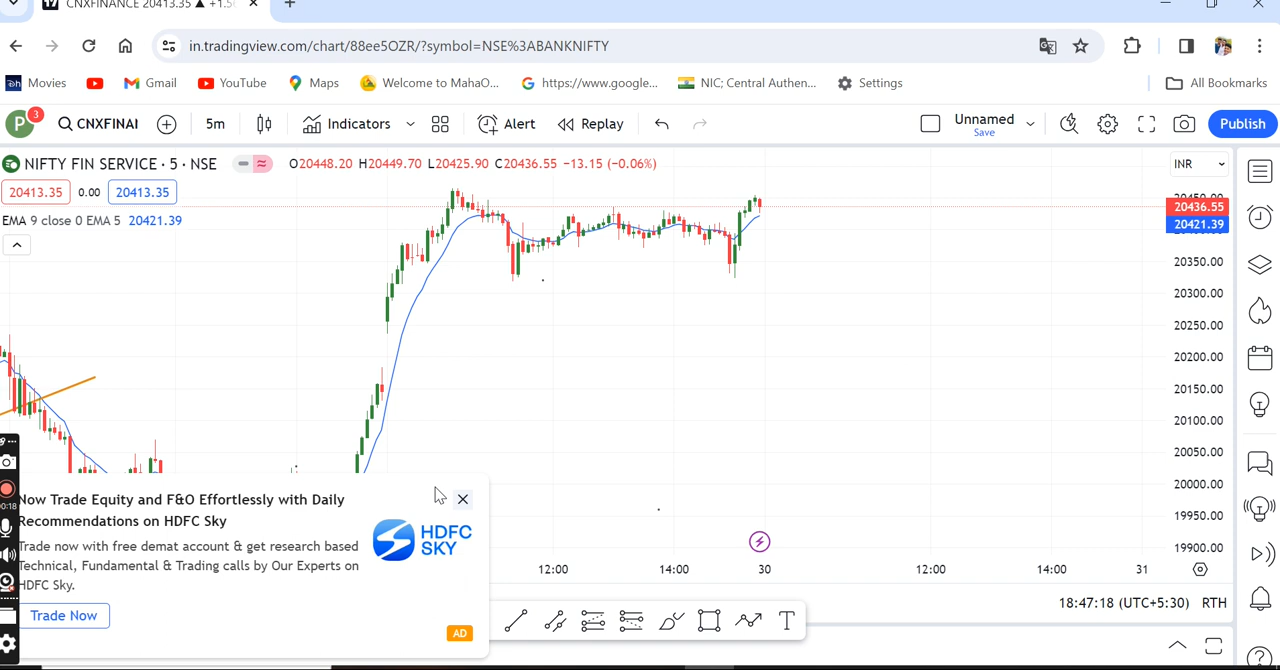 CNXFINANCE 20413.35 ▲ +1.5
in.tradingview.com/chart/88ee5OZR/?symbol=NSE%3ABANKNIFTY
Movies Gmail YouTube Maps Welcome to MahaO... https://www.google... NIC; Central Authen... Settings All Bookmarks
P 3 CNXFINAI 5m Indicators Alert Replay Unnamed Save Publish
NIFTY FIN SERVICE · 5 · NSE O20448.20 H20449.70 L20425.90 C20436.55 −13.15 (−0.06%) INR
20413.35 0.00 20413.35
20436.55
EMA 9 close 0 EMA 5 20421.39
20421.39
20350.00
20300.00
20250.00
20200.00
20150.00
20100.00
20050.00
20000.00
19950.00
19900.00
Now Trade Equity and F&O Effortlessly with Daily
Recommendations on HDFC Sky
Trade now with free demat account & get research based
Technical, Fundamental & Trading calls by Our Experts on
HDFC Sky.
HDFC
SKY
Trade Now
AD
00:18
12:00 14:00 30 12:00 14:00 31
18:47:18 (UTC+5:30) RTH